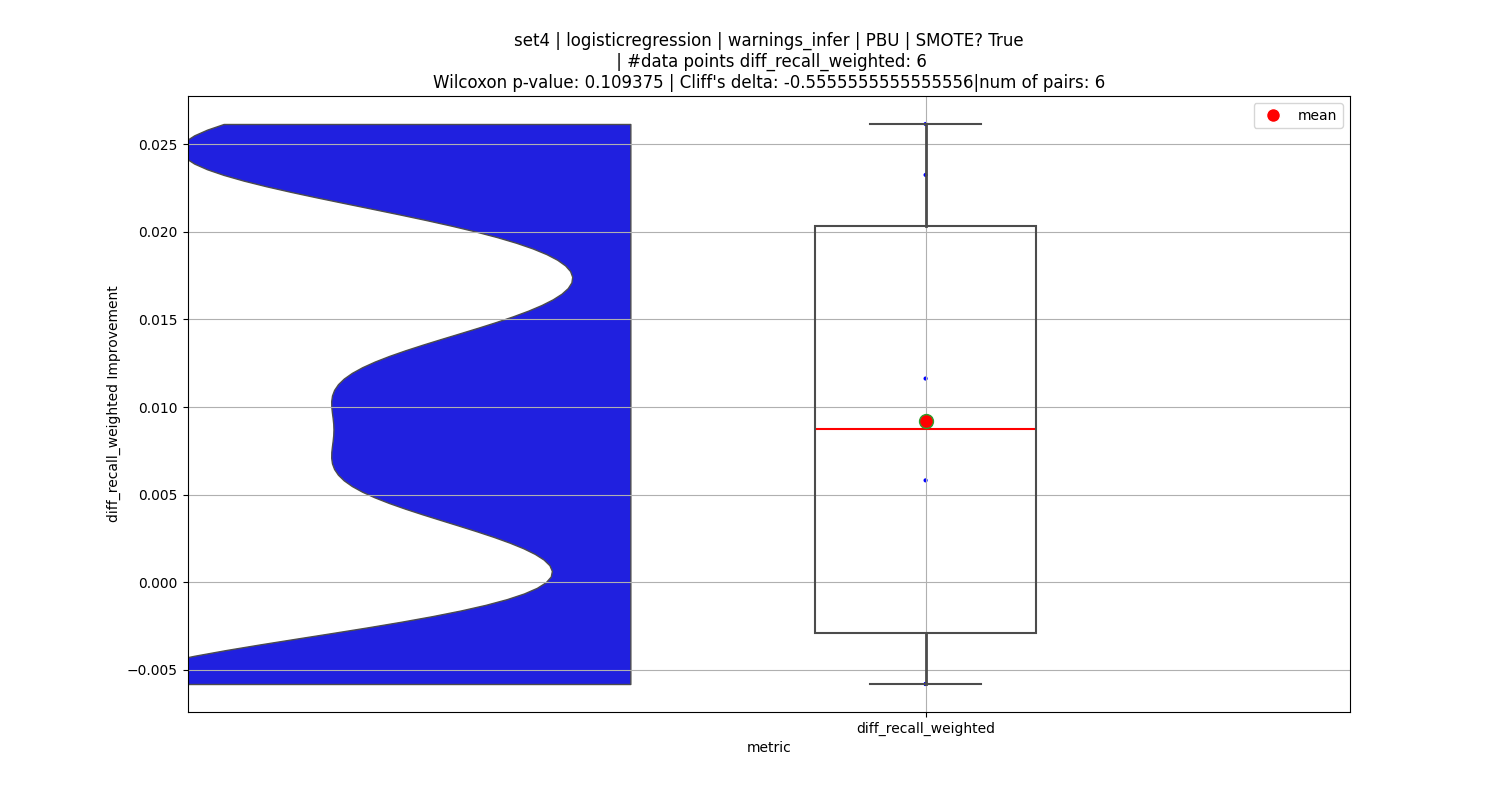 set4 | logisticregression | warnings_infer | PBU | SMOTE? True
| #data points diff_recall_weighted: 6
Wilcoxon p-value: 0.109375 | Cliff's delta: -0.5555555555555556|num of pairs: 6
mean
0.025
0.020
0.015
0.010
0.005
0.000
−0.005
diff_recall_weighted Improvement
diff_recall_weighted
metric